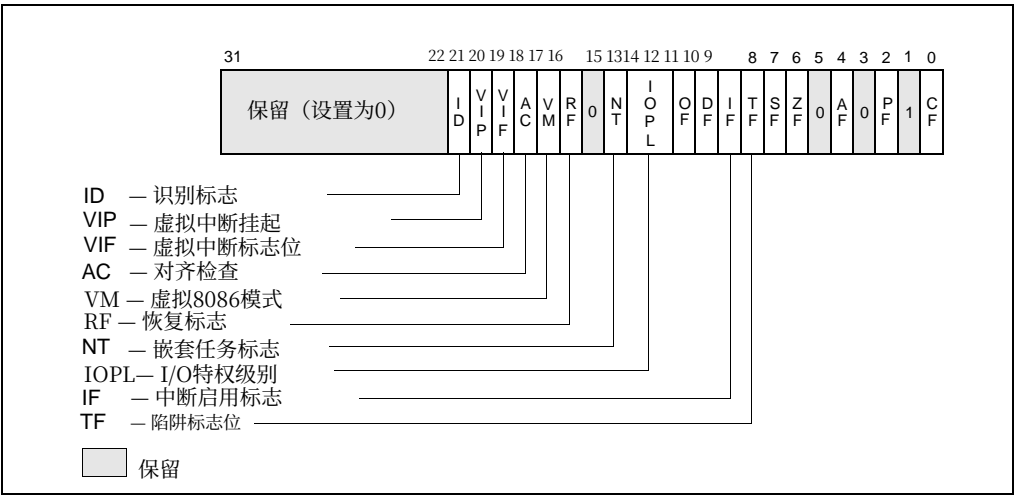 31 22 21 20 19 18 17 16 15 1314 12 11 10 9 8 7 6 5 4 3 2 1 0
保留（设置为0） ID VIP VIF AC VM RF 0 NT IOPL OF DF IF TF SF ZF 0 AF 0 PF 1 CF
ID — 识别标志
VIP — 虚拟中断挂起
VIF — 虚拟中断标志位
AC — 对齐检查
VM — 虚拟8086模式
RF — 恢复标志
NT — 嵌套任务标志
IOPL— I/O特权级别
IF — 中断启用标志
TF — 陷阱标志位
保留